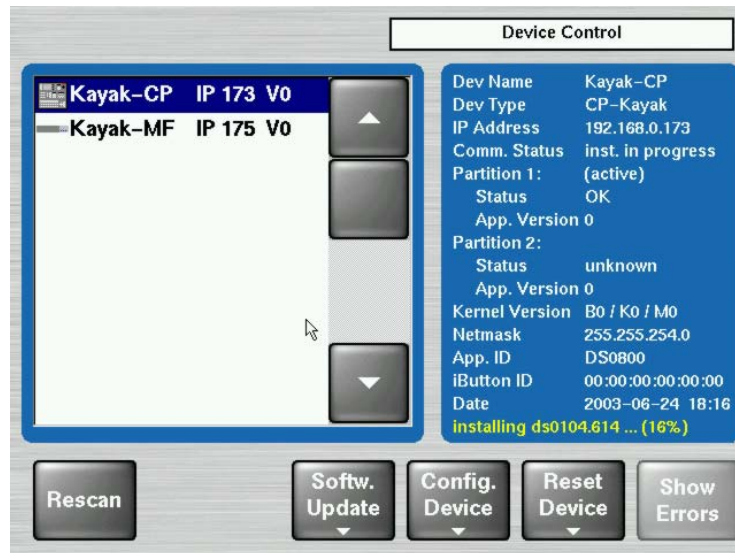 Device Control
Kayak-CP IP 173 V0
Kayak-MF IP 175 V0
Dev Name Kayak-CP
Dev Type CP-Kayak
IP Address 192.168.0.173
Comm. Status inst. in progress
Partition 1: (active)
Status OK
App. Version 0
Partition 2:
Status unknown
App. Version 0
Kernel Version B0 / K0 / M0
Netmask 255.255.254.0
App. ID DS0800
iButton ID 00:00:00:00:00:00
Date 2003-06-24 18:16
installing ds0104.614 ... (16%)
Rescan
Softw. Update
Config. Device
Reset Device
Show Errors